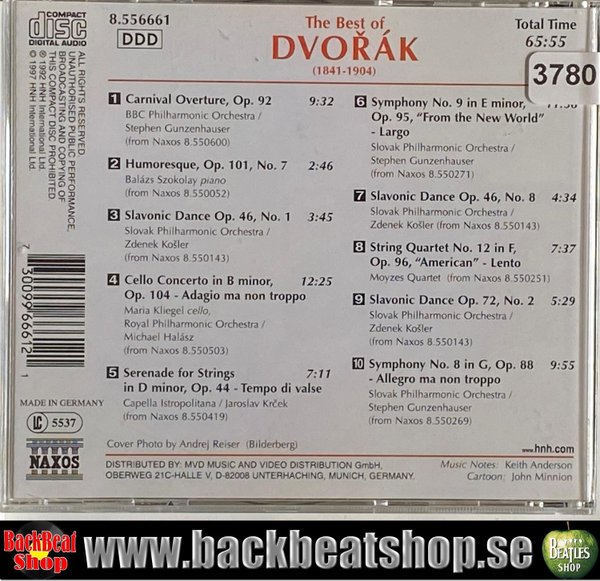 COMPACT
disc
DIGITAL AUDIO
8.556661
DDD
The Best of
DVOŘÁK
(1841-1904)
Total Time
65:55
3780
ALL RIGHTS RESERVED.
UNAUTHORISED PUBLIC PERFORMANCE,
BROADCASTING AND COPYING OF
THIS COMPACT DISC PROHIBITED.
℗ 1992 HNH International Ltd.
© 1997 HNH International Ltd.
1 Carnival Overture, Op. 92 9:32
BBC Philharmonic Orchestra /
Stephen Gunzenhauser
(from Naxos 8.550600)
2 Humoresque, Op. 101, No. 7 2:46
Balázs Szokolay piano
(from Naxos 8.550052)
3 Slavonic Dance Op. 46, No. 1 3:45
Slovak Philharmonic Orchestra /
Zdenek Košler
(from Naxos 8.550143)
4 Cello Concerto in B minor, 12:25
Op. 104 - Adagio ma non troppo
Maria Kliegel cello,
Royal Philharmonic Orchestra /
Michael Halász
(from Naxos 8.550503)
5 Serenade for Strings 7:11
in D minor, Op. 44 - Tempo di valse
Capella Istropolitana / Jaroslav Krček
(from Naxos 8.550419)
6 Symphony No. 9 in E minor,
Op. 95, "From the New World"
- Largo
Slovak Philharmonic Orchestra /
Stephen Gunzenhauser
(from Naxos 8.550271)
7 Slavonic Dance Op. 46, No. 8 4:34
Slovak Philharmonic Orchestra /
Zdenek Košler (from Naxos 8.550143)
8 String Quartet No. 12 in F, 7:37
Op. 96, "American" - Lento
Moyzes Quartet (from Naxos 8.550251)
9 Slavonic Dance Op. 72, No. 2 5:29
Slovak Philharmonic Orchestra /
Zdenek Košler
(from Naxos 8.550143)
10 Symphony No. 8 in G, Op. 88 9:55
- Allegro ma non troppo
Slovak Philharmonic Orchestra /
Stephen Gunzenhauser
(from Naxos 8.550269)
7 30099 66612 1
MADE IN GERMANY
LC 5537
NAXOS
Cover Photo by Andrej Reiser (Bilderberg)
www.hnh.com
DISTRIBUTED BY: MVD MUSIC AND VIDEO DISTRIBUTION GmbH,
OBERWEG 21C-HALLE V, D-82008 UNTERHACHING, MUNICH, GERMANY.
Music Notes: Keith Anderson
Cartoon: John Minnion
BackBeat
Shop
www.backbeatshop.se
BEATLES
SHOP